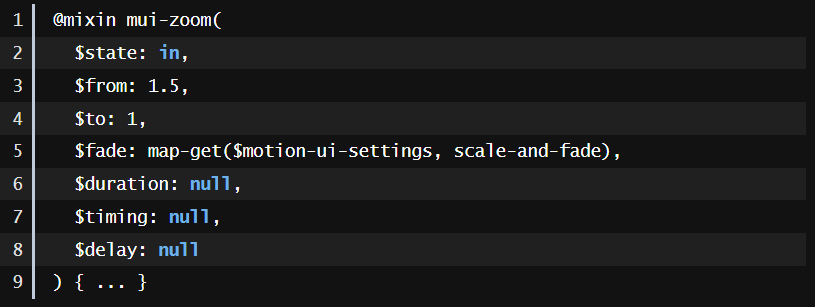 1 @mixin mui-zoom(
2 $state: in,
3 $from: 1.5,
4 $to: 1,
5 $fade: map-get($motion-ui-settings, scale-and-fade),
6 $duration: null,
7 $timing: null,
8 $delay: null
9 ) { ... }